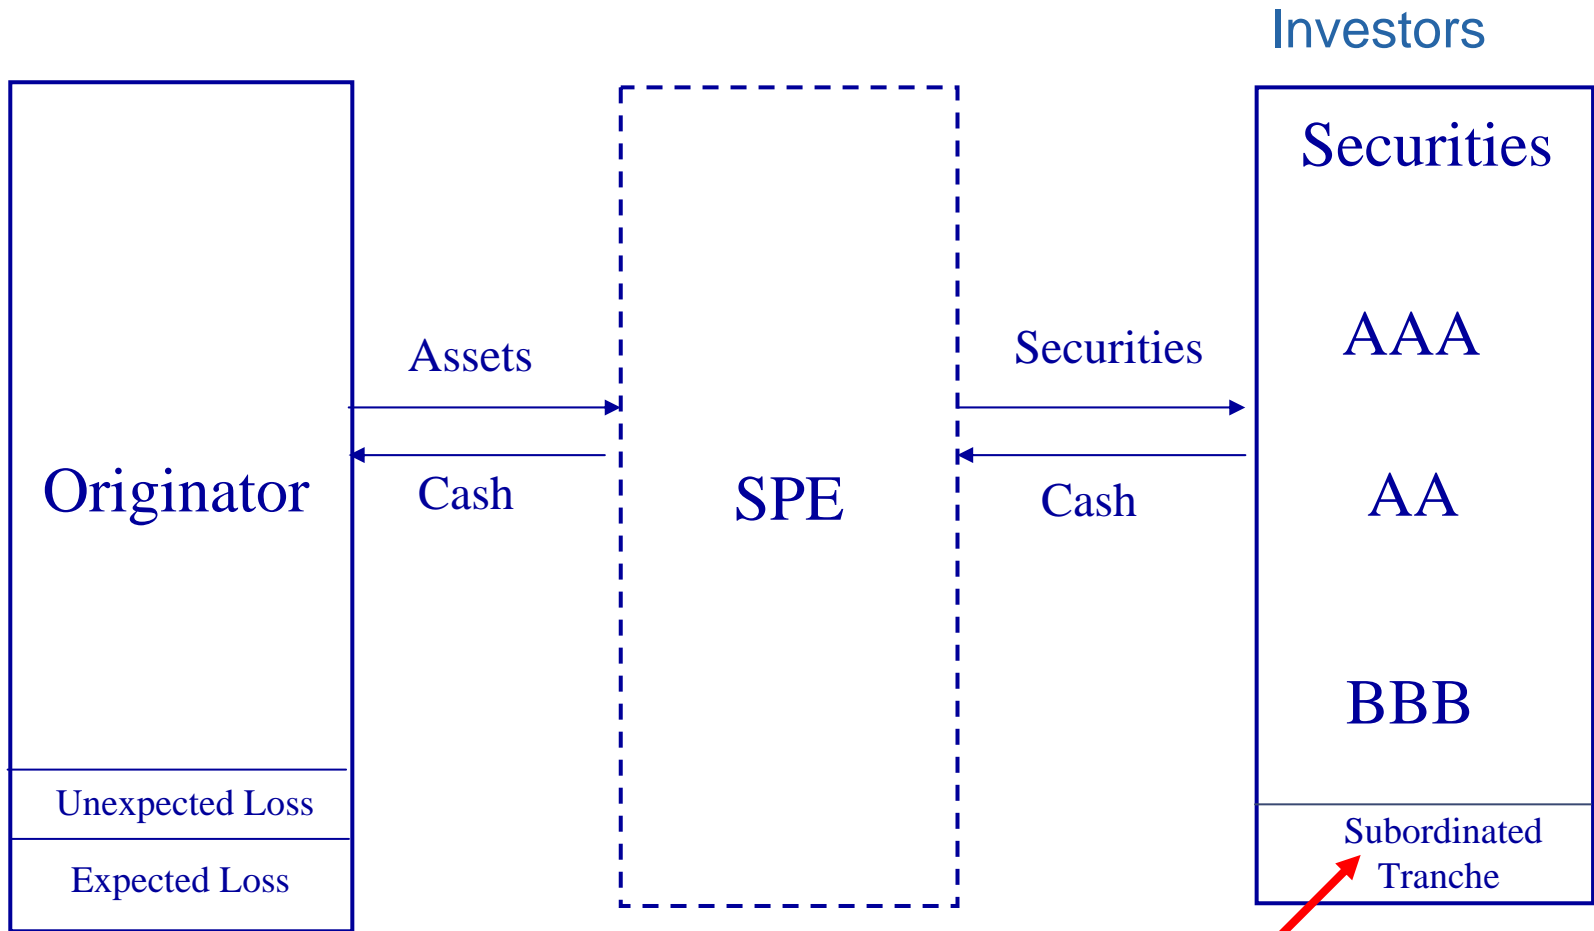 Investors
Securities
AAA
Securities
Assets
AA
Originator
SPE
Cash
Cash
BBB
Unexpected Loss
Subordinated
Tranche
Expected Loss